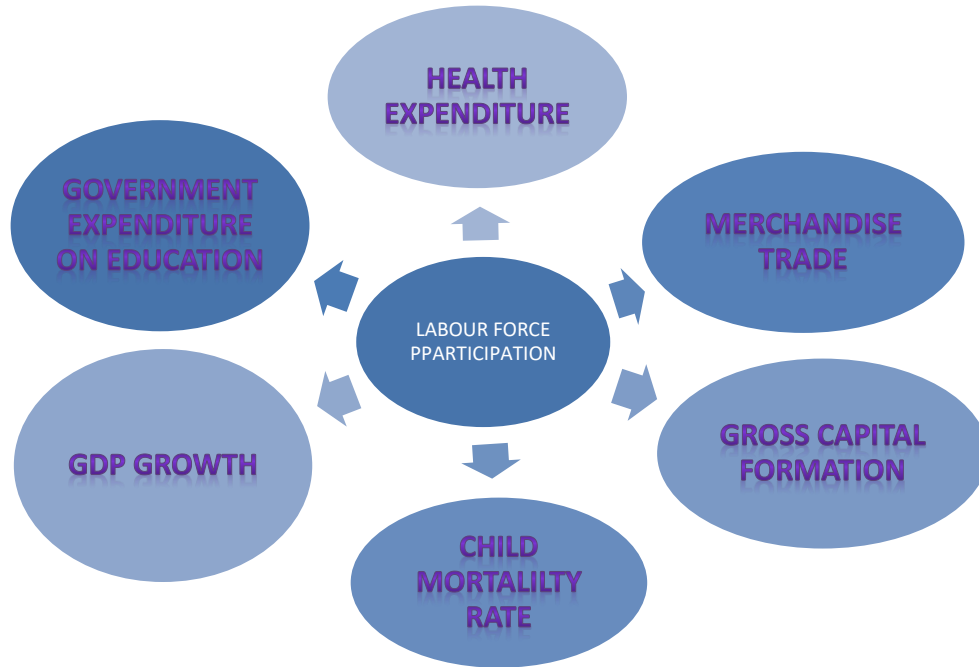 HEALTH
EXPENDITURE
GOVERNMENT
EXPENDITURE
ON EDUCATION
MERCHANDISE
TRADE
LABOUR FORCE
PPARTICIPATION
GDP GROWTH
GROSS CAPITAL
FORMATION
CHILD
MORTALILTY
RATE